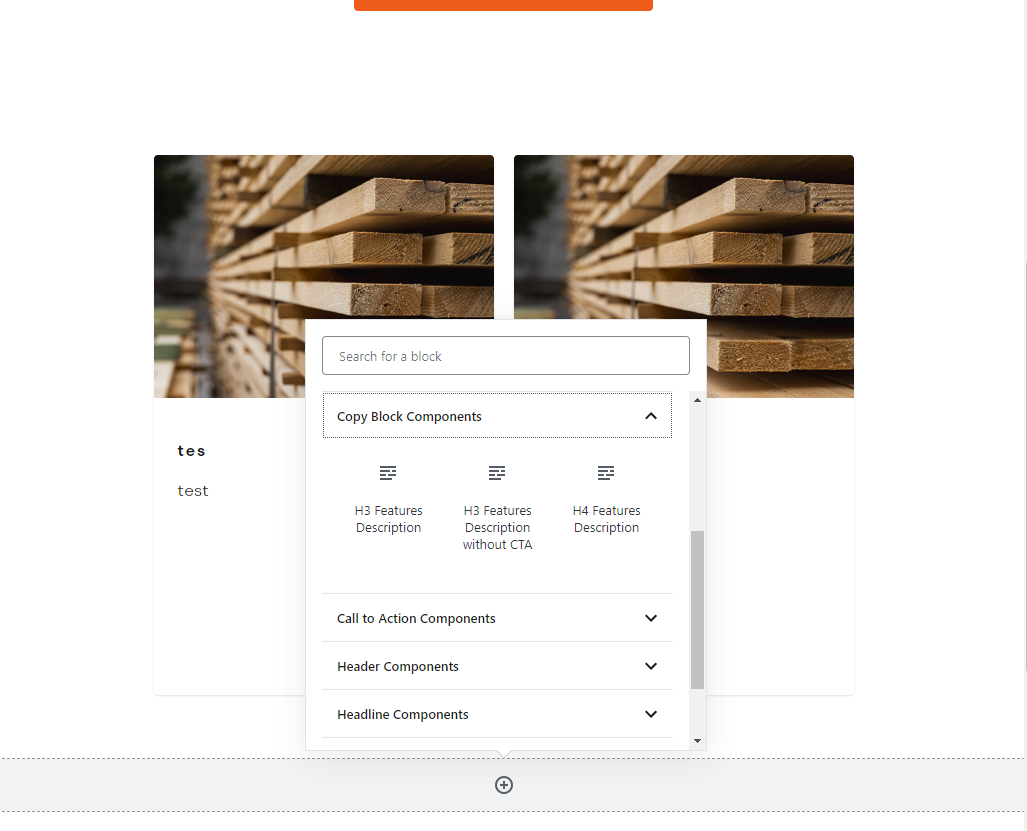 Search for a block
Copy Block Components
tes
test
H3 Features
Description
H3 Features
Description
without CTA
H4 Features
Description
Call to Action Components
Header Components
Headline Components